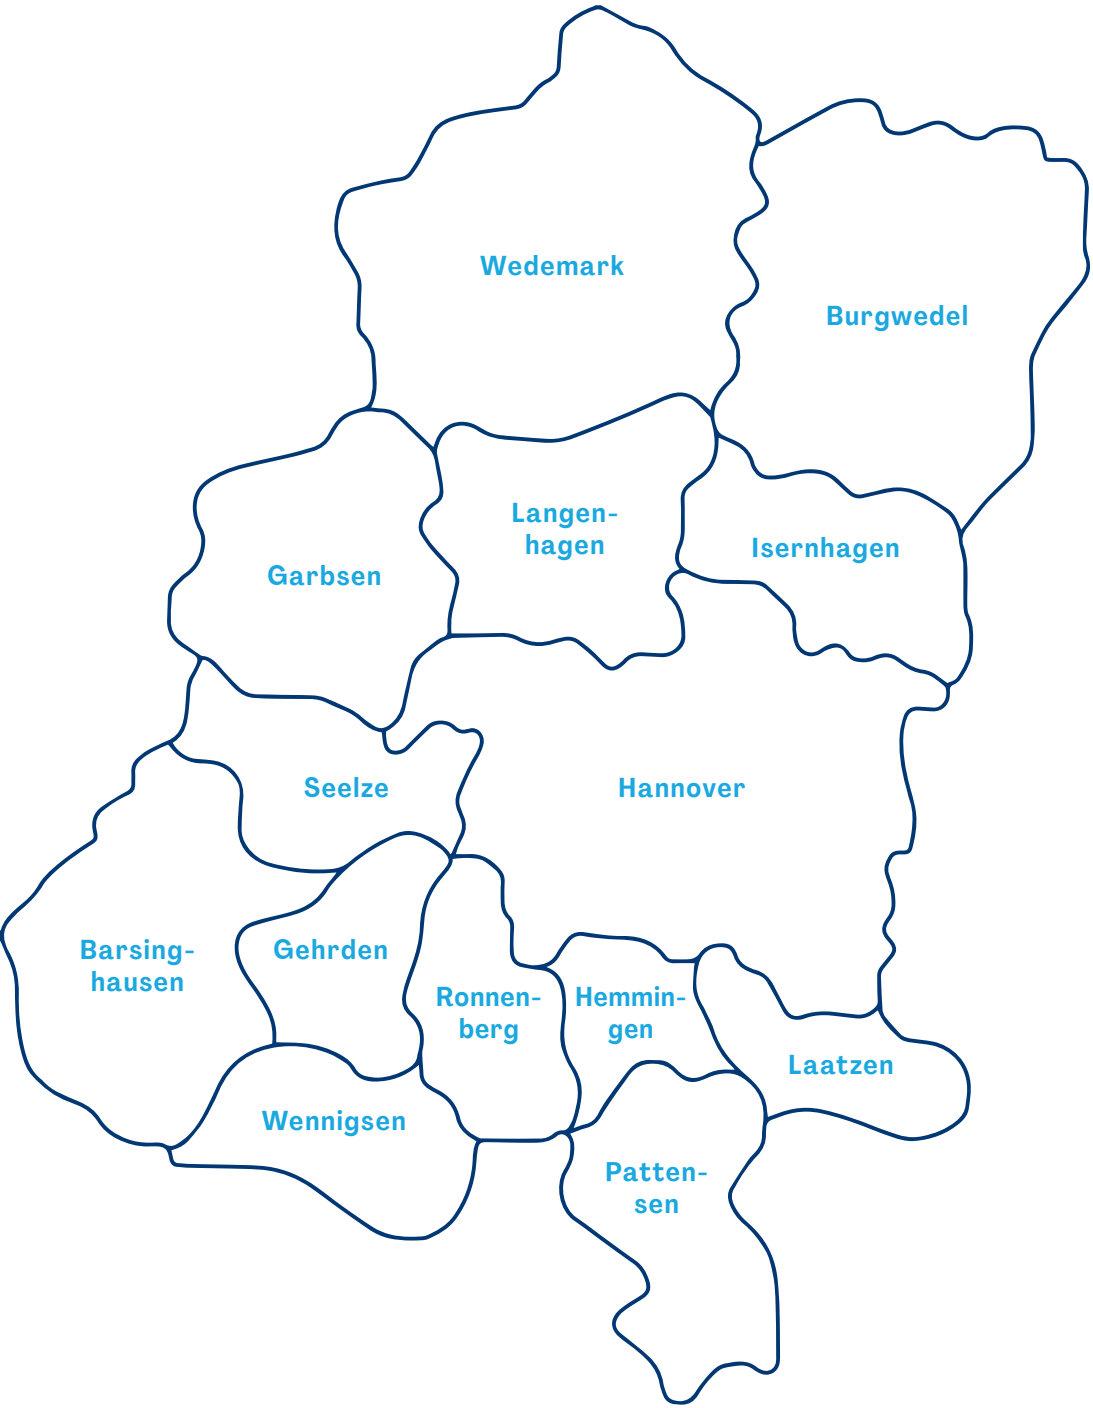 Wedemark
Burgwedel
Langen-
hagen
Isernhagen
Garbsen
Seelze
Hannover
Barsing-
hausen
Gehrden
Ronnen-
berg
Hemmin-
gen
Laatzen
Wennigsen
Patten-
sen